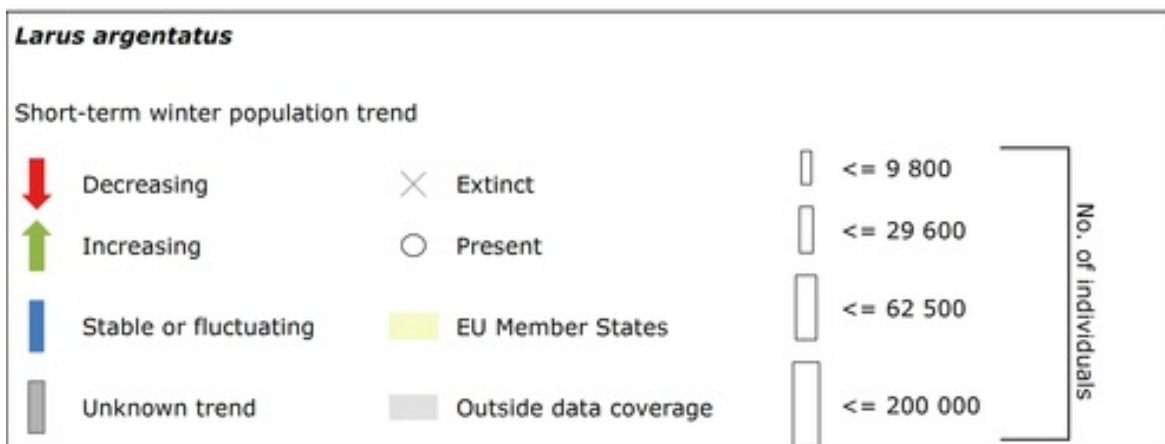 Larus argentatus
Short-term winter population trend
Decreasing
Increasing
Stable or fluctuating
Unknown trend
Extinct
Present
EU Member States
Outside data coverage
<= 9 800
<= 29 600
<= 62 500
<= 200 000
No. of individuals